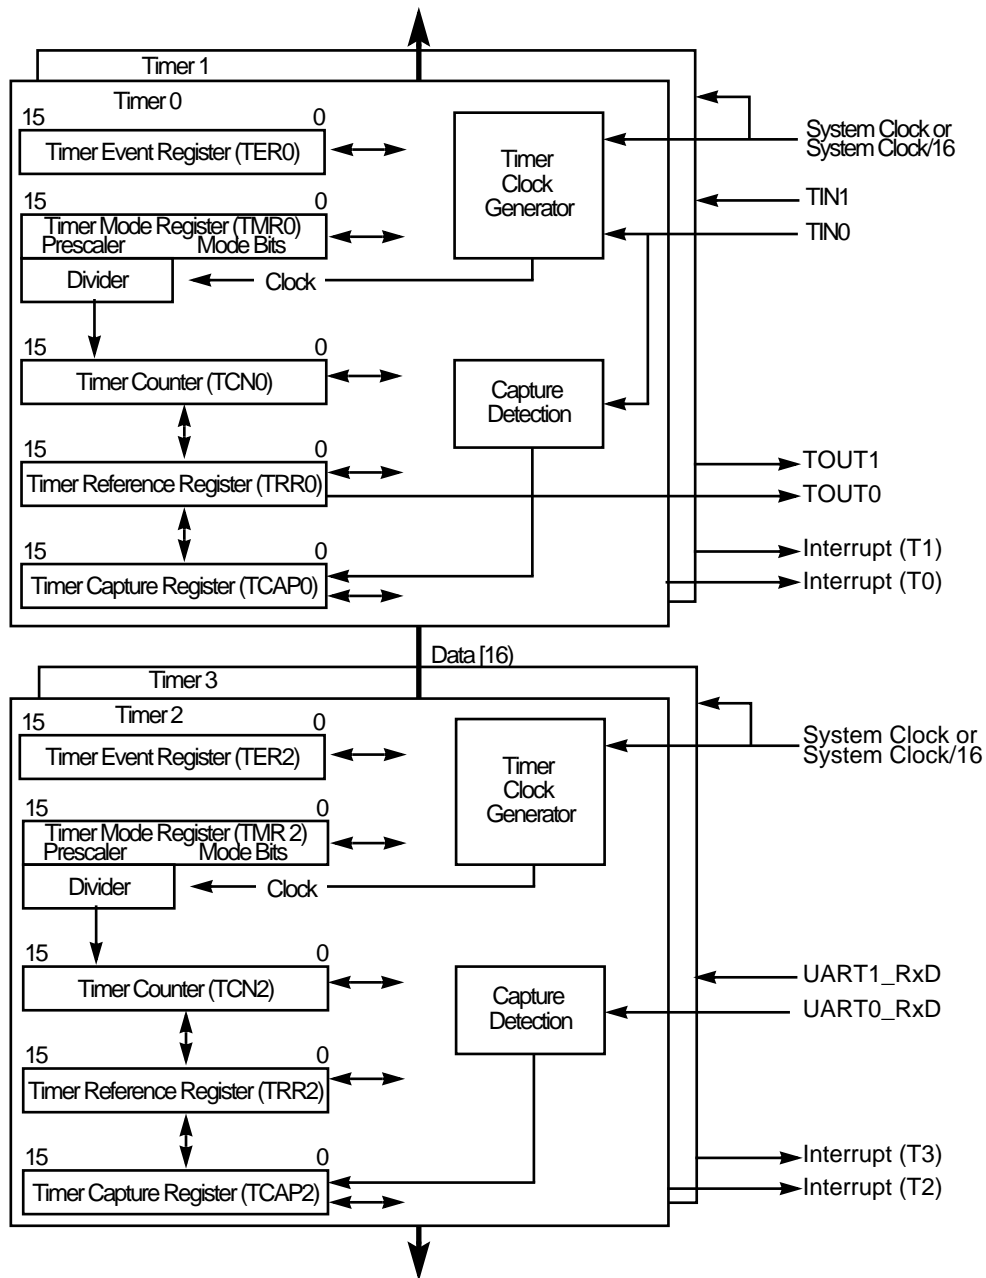 Timer 1
Timer 0
15 0
Timer Event Register (TER0)
Timer
Clock
Generator
System Clock or
System Clock/16
15 0
Timer Mode Register (TMR0)
Prescaler Mode Bits
TIN1
TIN0
Divider
Clock
15 0
Timer Counter (TCN0)
Capture
Detection
15 0
Timer Reference Register (TRR0)
TOUT1
TOUT0
15 0
Timer Capture Register (TCAP0)
Interrupt (T1)
Interrupt (T0)
Data [16)
Timer 3
Timer 2
15 0
Timer Event Register (TER2)
Timer
Clock
Generator
System Clock or
System Clock/16
15 0
Timer Mode Register (TMR 2)
Prescaler Mode Bits
Divider
Clock
15 0
Timer Counter (TCN2)
Capture
Detection
UART1_RxD
UART0_RxD
15 0
Timer Reference Register (TRR2)
15 0
Timer Capture Register (TCAP2)
Interrupt (T3)
Interrupt (T2)